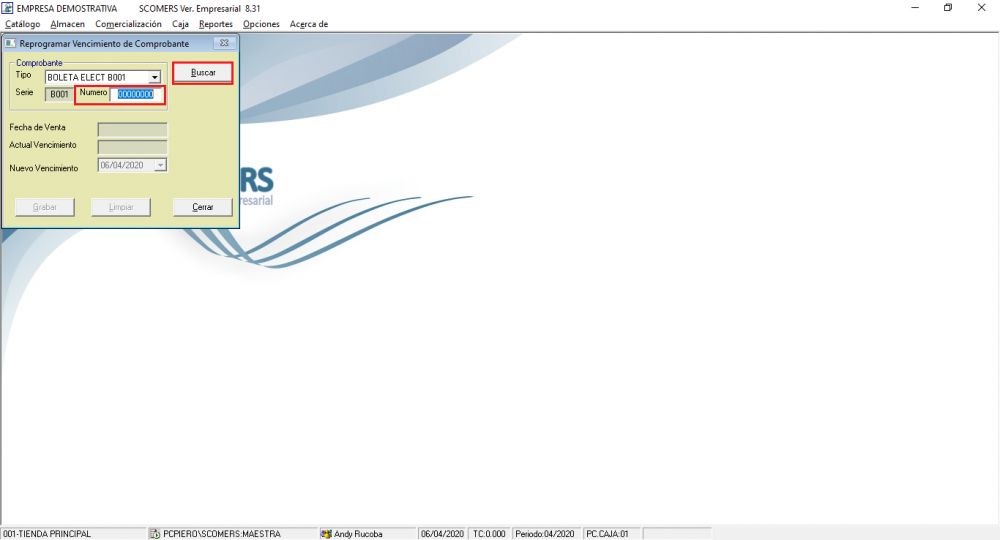 EMPRESA DEMOSTRATIVA SCOMERS Ver. Empresarial 8.31
Catálogo Almacen Comercialización Caja Reportes Opciones Acerca de
Reprogramar Vencimiento de Comprobante
Comprobante
Tipo BOLETA ELECT B001
Buscar
Serie B001 Numero 00000000
Fecha de Venta
Actual Vencimiento
Nuevo Vencimiento 06/04/2020
RS
resarial
Grabar Limpiar Cerrar
001-TIENDA PRINCIPAL PCPIERO\SCOMERS:MAESTRA Andy Rucoba 06/04/2020 TC:0.000 Periodo:04/2020 PC.CAJA:01